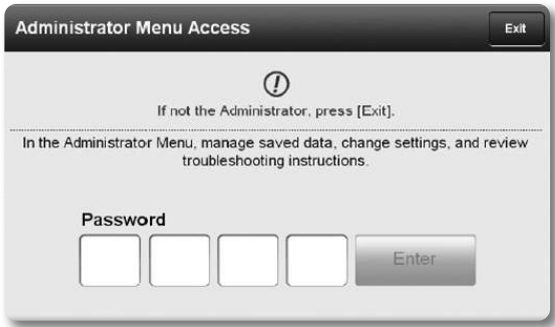 Administrator Menu Access
Exit
If not the Administrator, press [Exit].
In the Administrator Menu, manage saved data, change settings, and review
troubleshooting instructions.
Password
Enter